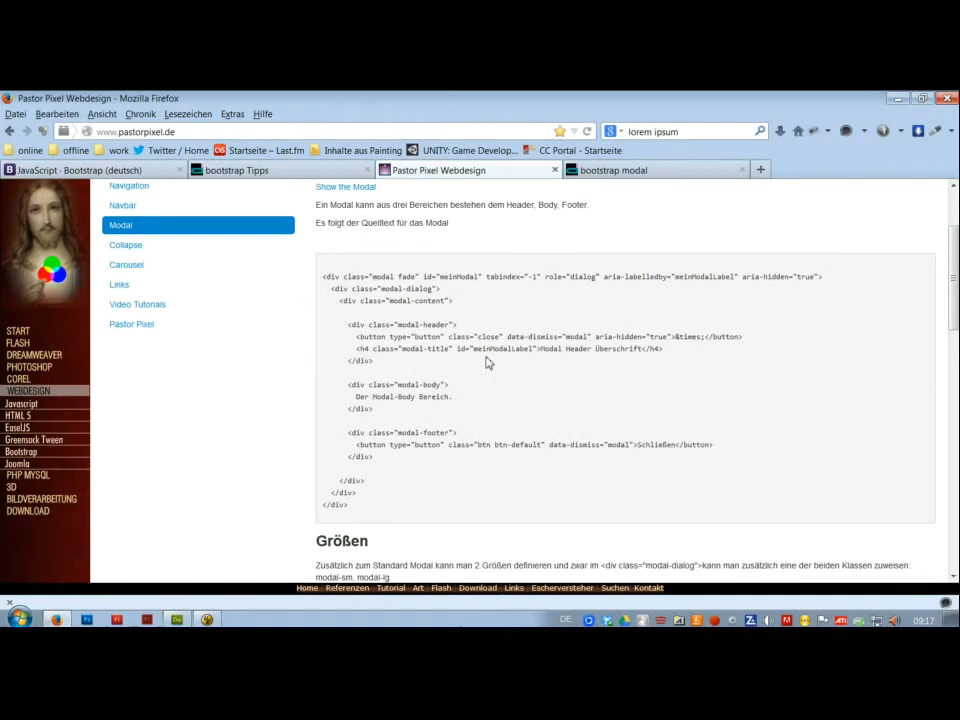 Pastor Pixel Webdesign - Mozilla Firefox
Datei Bearbeiten Ansicht Chronik Lesezeichen Extras Hilfe
www.pastorpixel.de lorem ipsum
online offline work Twitter / Home Startseite – Last.fm Inhalte aus Painting UNITY: Game Develop... CC Portal - Startseite
JavaScript · Bootstrap (deutsch) bootstrap Tipps Pastor Pixel Webdesign bootstrap modal
Navigation
Navbar
Modal
Collapse
Carousel
Links
Video Tutorials
Pastor Pixel
START
FLASH
DREAMWEAVER
PHOTOSHOP
COREL
WEBDESIGN
Javascript
HTML 5
EaselJS
Greensock Tween
Bootstrap
Joomla
PHP MYSQL
3D
BILDVERARBEITUNG
DOWNLOAD
Show the Modal
Ein Modal kann aus drei Bereichen bestehen dem Header, Body, Footer.
Es folgt der Quelltext für das Modal
<div class="modal fade" id="meinModal" tabindex="-1" role="dialog" aria-labelledby="meinModalLabel" aria-hidden="true">
<div class="modal-dialog">
<div class="modal-content">
<div class="modal-header">
<button type="button" class="close" data-dismiss="modal" aria-hidden="true">&times;</button>
<h4 class="modal-title" id="meinModalLabel">Modal Header Überschrift</h4>
</div>
<div class="modal-body">
Der Modal-Body Bereich.
</div>
<div class="modal-footer">
<button type="button" class="btn btn-default" data-dismiss="modal">Schließen</button>
</div>
</div>
</div>
</div>
Größen
Zusätzlich zum Standard Modal kann man 2 Größen definieren und zwar im <div class="modal-dialog">kann man zusätzlich eine der beiden Klassen zuweisen:
modal-sm, modal-lg
Home Referenzen Tutorial Art Flash Download Links Escherversteher Suchen Kontakt
DE 09:17